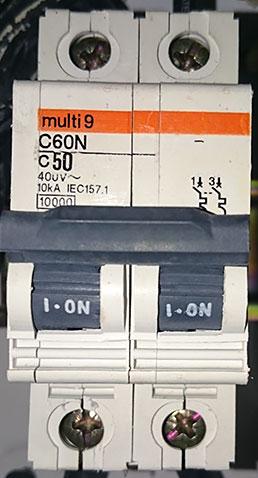 multi 9
C60N
C50
400V~
10kA IEC157.1
10000
1 3
I·ON I·ON